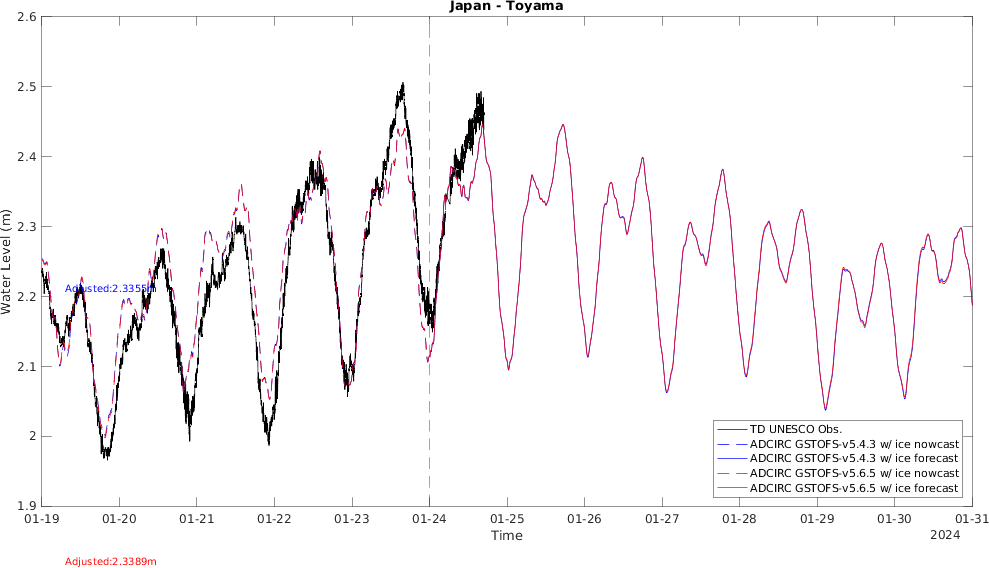 Japan - Toyama
2.6
2.5
2.4
2.3
2.2
2.1
2
1.9
Water Level (m)
Adjusted:2.3355m
TD UNESCO Obs.
ADCIRC GSTOFS-v5.4.3 w/ ice nowcast
ADCIRC GSTOFS-v5.4.3 w/ ice forecast
ADCIRC GSTOFS-v5.6.5 w/ ice nowcast
ADCIRC GSTOFS-v5.6.5 w/ ice forecast
01-19 01-20 01-21 01-22 01-23 01-24 01-25 01-26 01-27 01-28 01-29 01-30 01-31
Time
2024
Adjusted:2.3389m